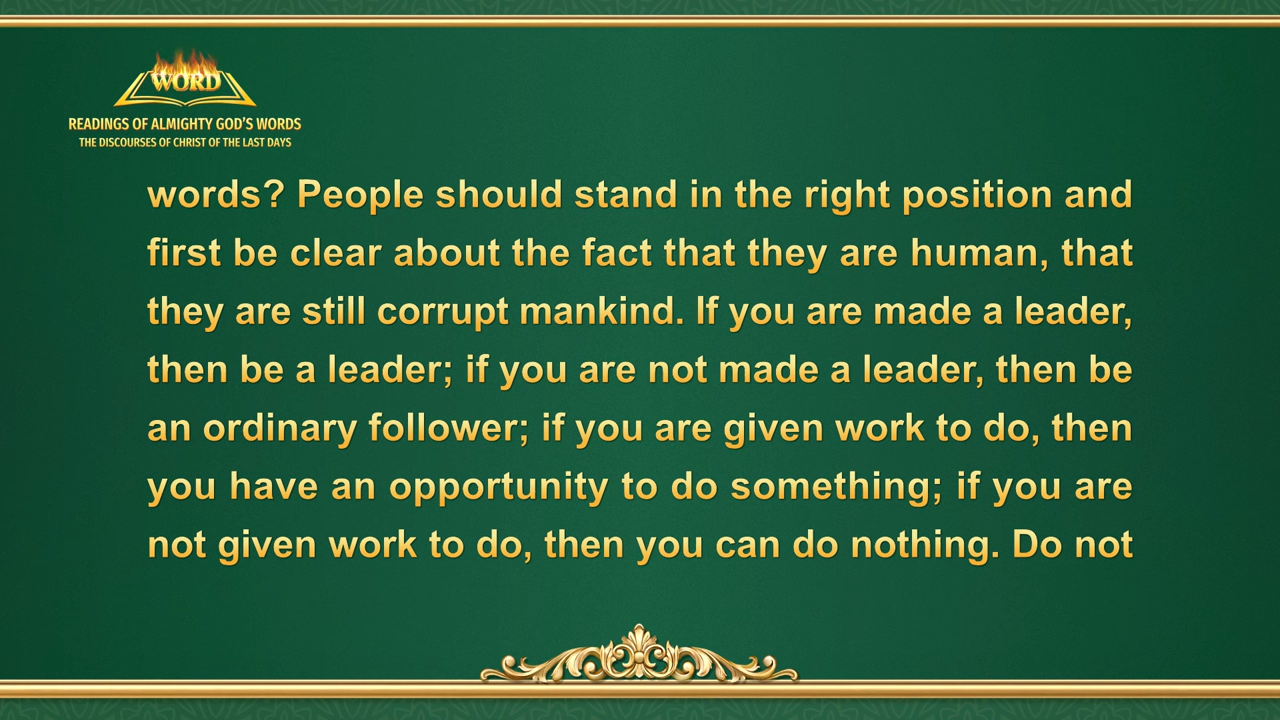 WORD
READINGS OF ALMIGHTY GOD'S WORDS
THE DISCOURSES OF CHRIST OF THE LAST DAYS
words? People should stand in the right position and
first be clear about the fact that they are human, that
they are still corrupt mankind. If you are made a leader,
then be a leader; if you are not made a leader, then be
an ordinary follower; if you are given work to do, then
you have an opportunity to do something; if you are
not given work to do, then you can do nothing. Do not